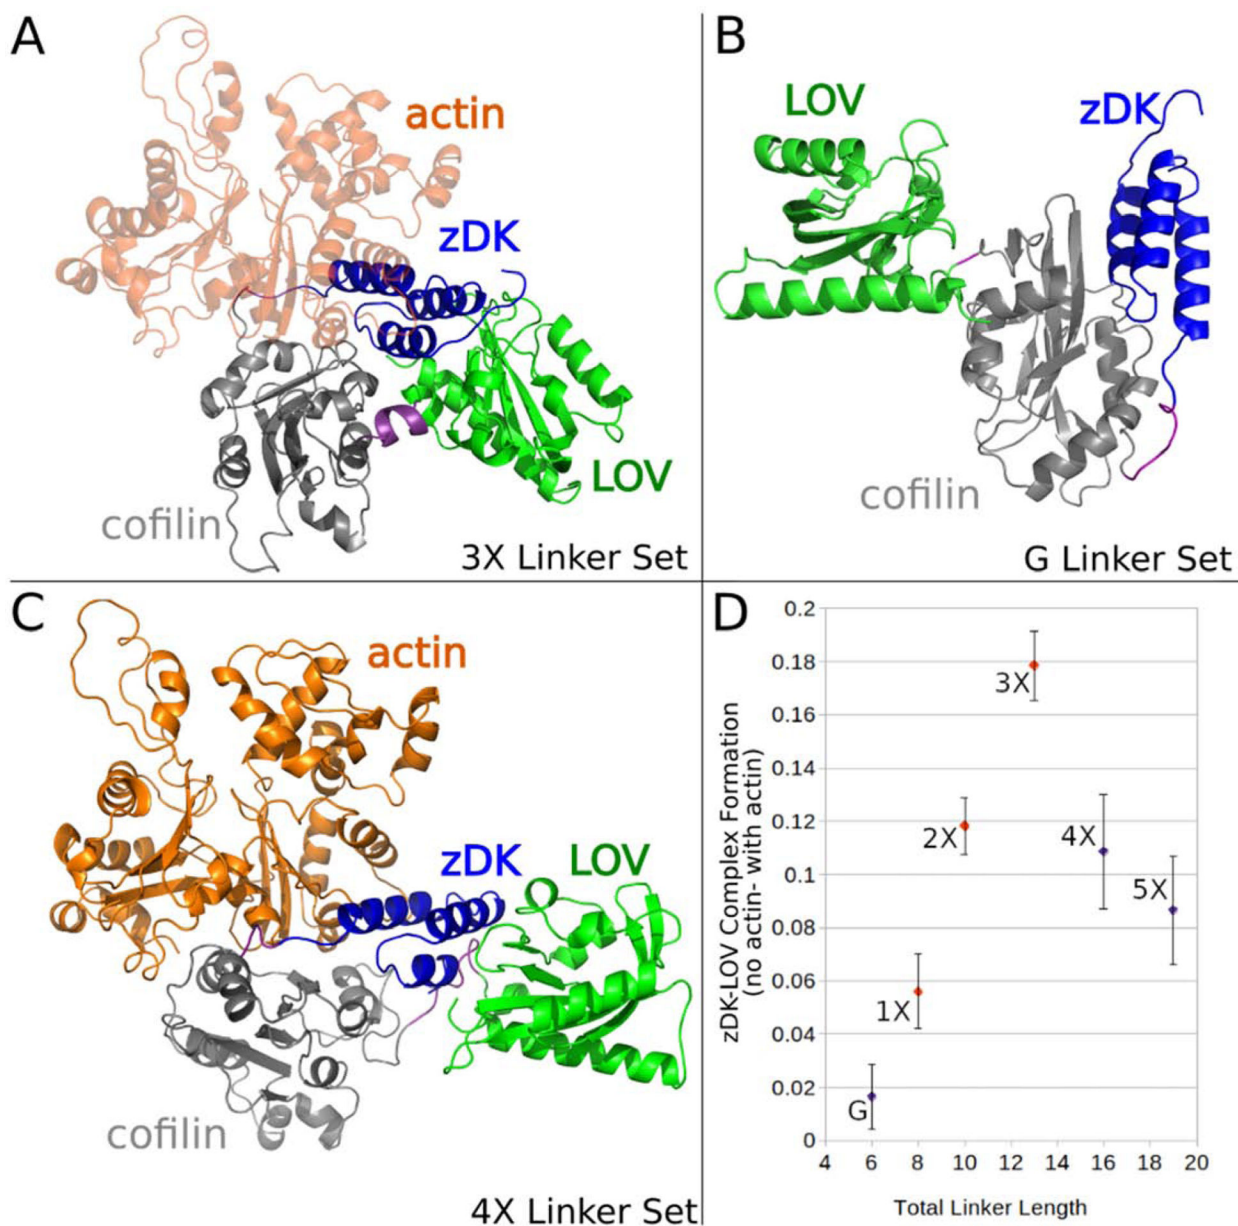 A
actin
zDK
LOV
cofilin
3X Linker Set
B
LOV
zDK
cofilin
G Linker Set
C
actin
zDK
LOV
cofilin
4X Linker Set
D
zDK-LOV Complex Formation
(no actin- with actin)
0.2
0.18
0.16
0.14
0.12
0.1
0.08
0.06
0.04
0.02
0
3X
2X
4X
5X
1X
G
4 6 8 10 12 14 16 18 20
Total Linker Length